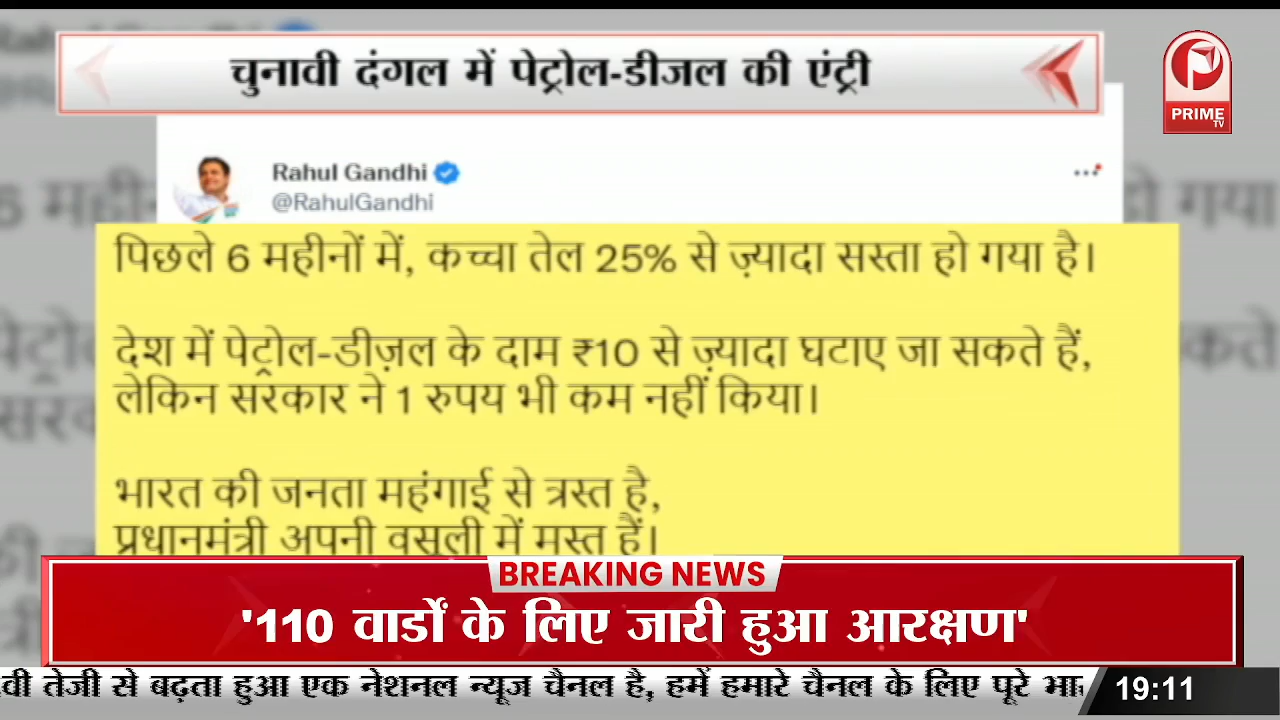 चुनावी दंगल में पेट्रोल-डीजल की एंट्री
PRIME
TV
Rahul Gandhi
@RahulGandhi
पिछले 6 महीनों में, कच्चा तेल 25% से ज़्यादा सस्ता हो गया है।
देश में पेट्रोल-डीज़ल के दाम ₹10 से ज़्यादा घटाए जा सकते हैं,
लेकिन सरकार ने 1 रुपय भी कम नहीं किया।
भारत की जनता महंगाई से त्रस्त है,
प्रधानमंत्री अपनी वसूली में मस्त हैं।
BREAKING NEWS
'110 वार्डों के लिए जारी हुआ आरक्षण'
वी तेजी से बढ़ता हुआ एक नेशनल न्यूज चैनल है, हमें हमारे चैनल के लिए पूरे
19:11